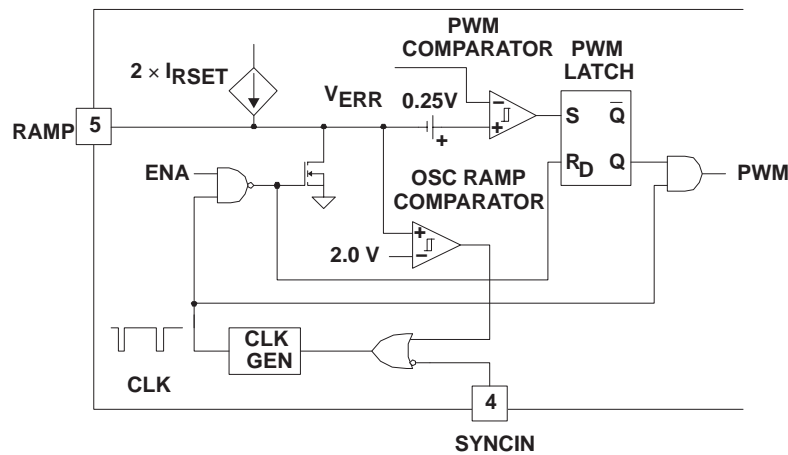 PWM
COMPARATOR
PWM
LATCH
2 × IRSET
VERR
0.25V
−
+
+
S Q̅
RD Q
RAMP
5
ENA
PWM
OSC RAMP
COMPARATOR
+
−
2.0 V
CLK
GEN
CLK
4
SYNCIN